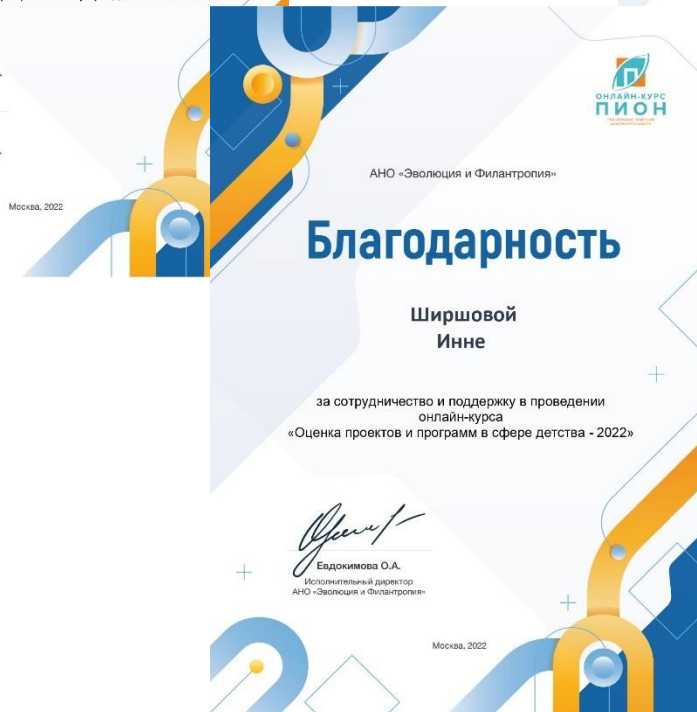 Москва, 2022
ОНЛАЙН-КУРС
ПИОН
АНО «Эволюция и Филантропия»
Благодарность
Ширшовой
Инне
за сотрудничество и поддержку в проведении
онлайн-курса
«Оценка проектов и программ в сфере детства - 2022»
Евдокимова О.А.
Исполнительный директор
АНО «Эволюция и Филантропия»
Москва, 2022